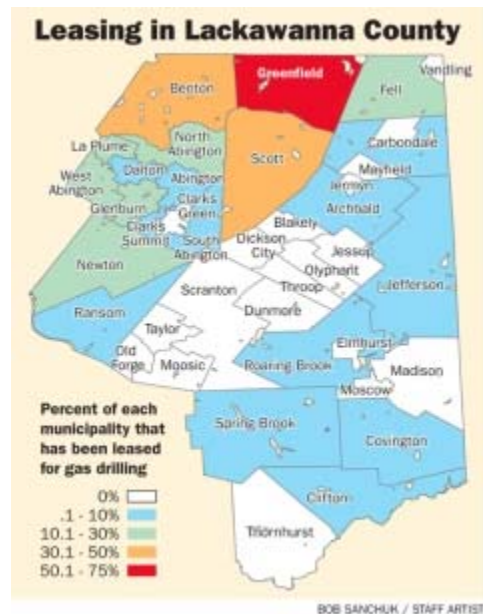 Leasing in Lackawanna County
Vandling
Greenfield
Benton
Fell
North
Abington
La Plume
Carbondale
Scott
Dalton
Mayfield
West
Abington
Abington
Jermyn
Clarks
Green
Archbald
Glenburn
Blakely
Clarks
Summit
South
Abington
Dickson
City
Jessup
Newton
Olyphant
Scranton
Throop
Jefferson
Ransom
Dunmore
Taylor
Elmhurst
Old
Forge
Moosic
Roaring Brook
Madison
Moscow
Percent of each
municipality that
has been leased
for gas drilling
Spring Brook
Covington
0%
.1 - 10%
10.1 - 30%
30.1 - 50%
50.1 - 75%
Clifton
Thornhurst
BOB SANCHUK / STAFF ARTIST